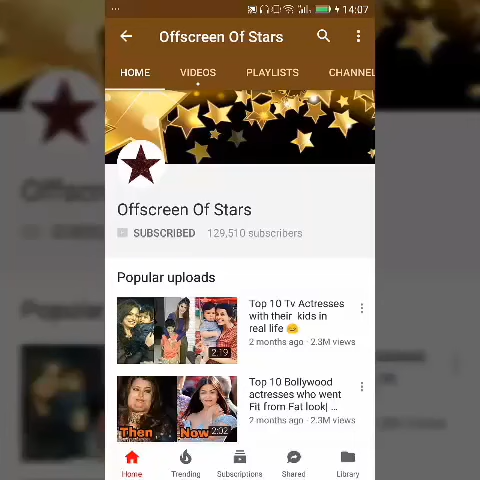 14:07
Offscreen Of Stars
HOME VIDEOS PLAYLISTS CHANNEL
Offscreen Of Stars
SUBSCRIBED 129,510 subscribers
Popular uploads
Top 10 Tv Actresses
with their kids in
real life 😊
2 months ago · 2.3M views
2:19
Top 10 Bollywood
actresses who went
Fit from Fat look| ...
2 months ago · 2.3M views
Then Now 2:02
Home Trending Subscriptions Shared Library